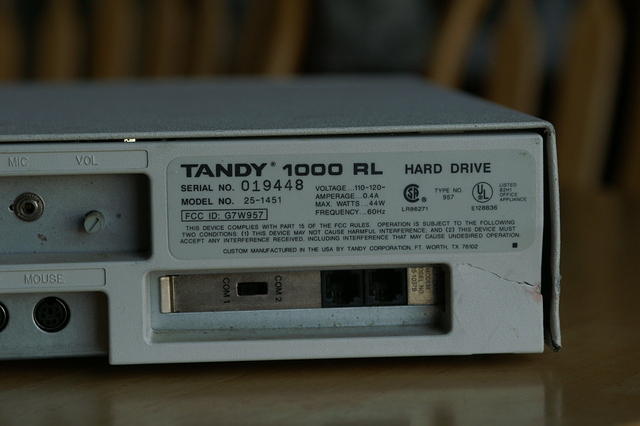 MIC VOL
TANDY® 1000 RL HARD DRIVE
SERIAL NO. 019448
MODEL NO. 25-1451
FCC ID: G7W957
VOLTAGE...110-120~
AMPERAGE...0.4A
MAX. WATTS...44W
FREQUENCY...60Hz
LR86271
TYPE NO.
957
UL
LISTED
82H1
OFFICE
APPLIANCE
E128836
THIS DEVICE COMPLIES WITH PART 15 OF THE FCC RULES. OPERATION IS SUBJECT TO THE FOLLOWING
TWO CONDITIONS: (1) THIS DEVICE MAY NOT CAUSE HARMFUL INTERFERENCE, AND (2) THIS DEVICE MUST
ACCEPT ANY INTERFERENCE RECEIVED, INCLUDING INTERFERENCE THAT MAY CAUSE UNDESIRED OPERATION.
CUSTOM MANUFACTURED IN THE USA BY TANDY CORPORATION, FT. WORTH, TX 76102
MOUSE
COM 1
COM 2
MODEM